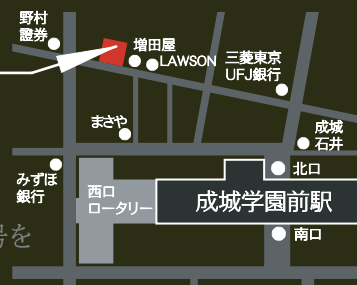 野村
證券
増田屋
LAWSON
三菱東京
UFJ銀行
まさや
成城
石井
みずほ
銀行
西口
ロータリー
北口
成城学園前駅
南口
号を